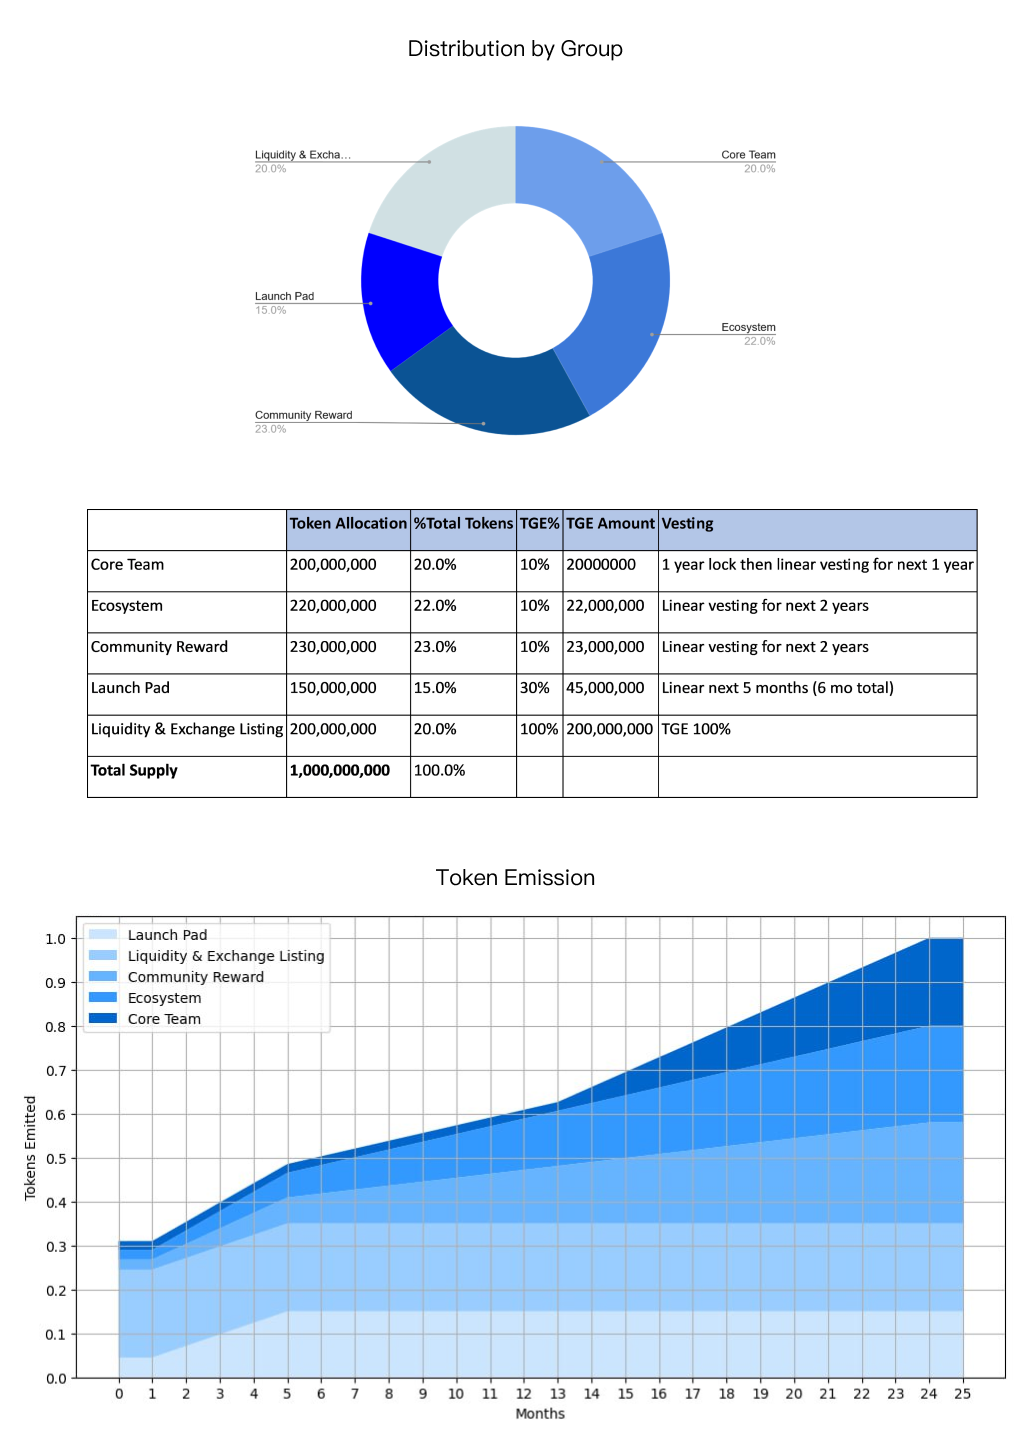 Distribution by Group
Liquidity & Excha...
20.0%
Core Team
20.0%
Launch Pad
15.0%
Ecosystem
22.0%
Community Reward
23.0%
Token Allocation %Total Tokens TGE% TGE Amount Vesting
Core Team 200,000,000 20.0% 10% 20000000 1 year lock then linear vesting for next 1 year
Ecosystem 220,000,000 22.0% 10% 22,000,000 Linear vesting for next 2 years
Community Reward 230,000,000 23.0% 10% 23,000,000 Linear vesting for next 2 years
Launch Pad 150,000,000 15.0% 30% 45,000,000 Linear next 5 months (6 mo total)
Liquidity & Exchange Listing 200,000,000 20.0% 100% 200,000,000 TGE 100%
Total Supply 1,000,000,000 100.0%
Token Emission
Launch Pad
Liquidity & Exchange Listing
Community Reward
Ecosystem
Core Team
1.0
0.9
0.8
0.7
0.6
0.5
0.4
0.3
0.2
0.1
0.0
Tokens Emitted
0 1 2 3 4 5 6 7 8 9 10 11 12 13 14 15 16 17 18 19 20 21 22 23 24 25
Months